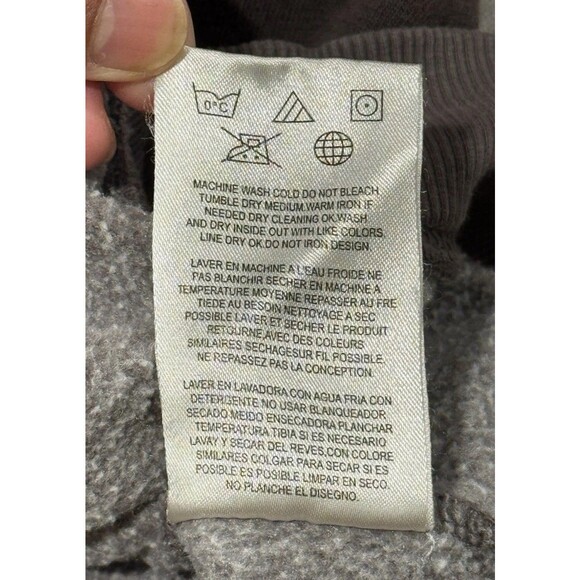 0°C
MACHINE WASH COLD DO NOT BLEACH
TUMBLE DRY MEDIUM.WARM IRON IF
NEEDED DRY CLEANING OK.WASH
AND DRY INSIDE OUT WITH LIKE COLORS.
LINE DRY OK.DO NOT IRON DESIGN.
LAVER EN MACHINE A L'EAU FROIDE NE
PAS BLANCHIR SECHER EN MACHINE A
TEMPERATURE MOYENNE REPASSER AU FRE
TIEDE AU BESOIN NETTOYAGE A SEC
POSSIBLE LAVER ET SECHER LE PRODUIT
RETOURNE,AVEC DES COULEURS
SIMILAIRES SECHAGESUR FIL POSSIBLE.
NE REPASSEZ PAS LA CONCEPTION.
LAVER EN LAVADORA CON AGUA FRIA CON
DETERGENTE NO USAR BLANQUEADOR
SECADO MEIDO ENSECADORA PLANCHAR
TEMPERATURA TIBIA SI ES NECESARIO
LAVAY Y SECAR DEL REVES,CON COLORE
SIMILARES COLGAR PARA SECAR SI ES
POSIBLE ES POSIBLE LIMPAR EN SECO.
NO PLANCHE EL DISEGNO.